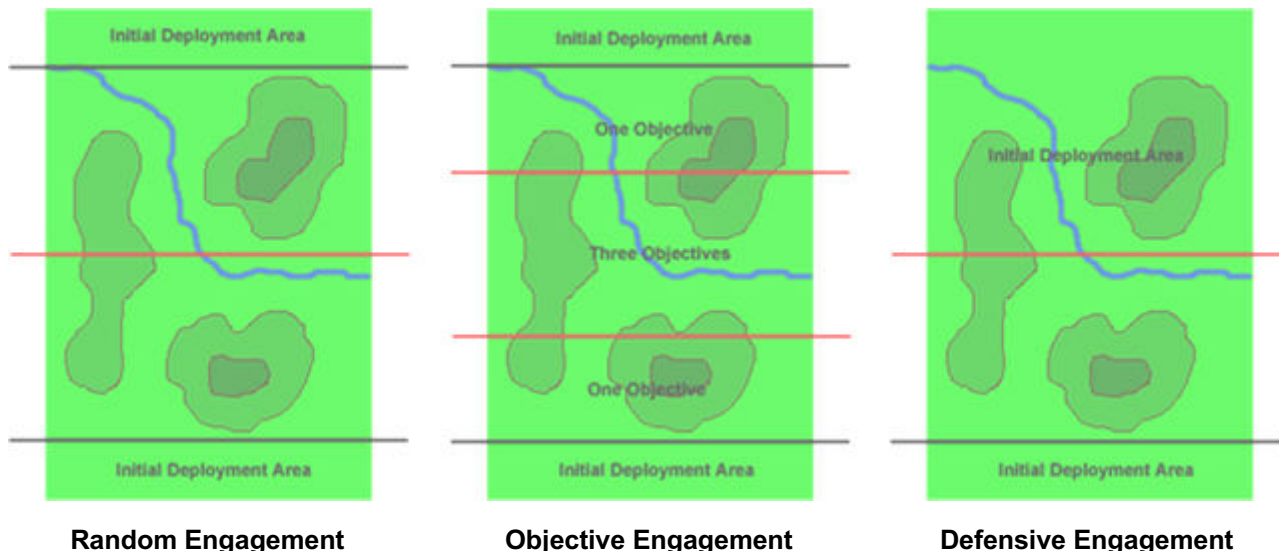 Initial Deployment Area
Initial Deployment Area
Random Engagement
Initial Deployment Area
One Objective
Three Objectives
One Objective
Initial Deployment Area
Objective Engagement
Initial Deployment Area
Initial Deployment Area
Defensive Engagement